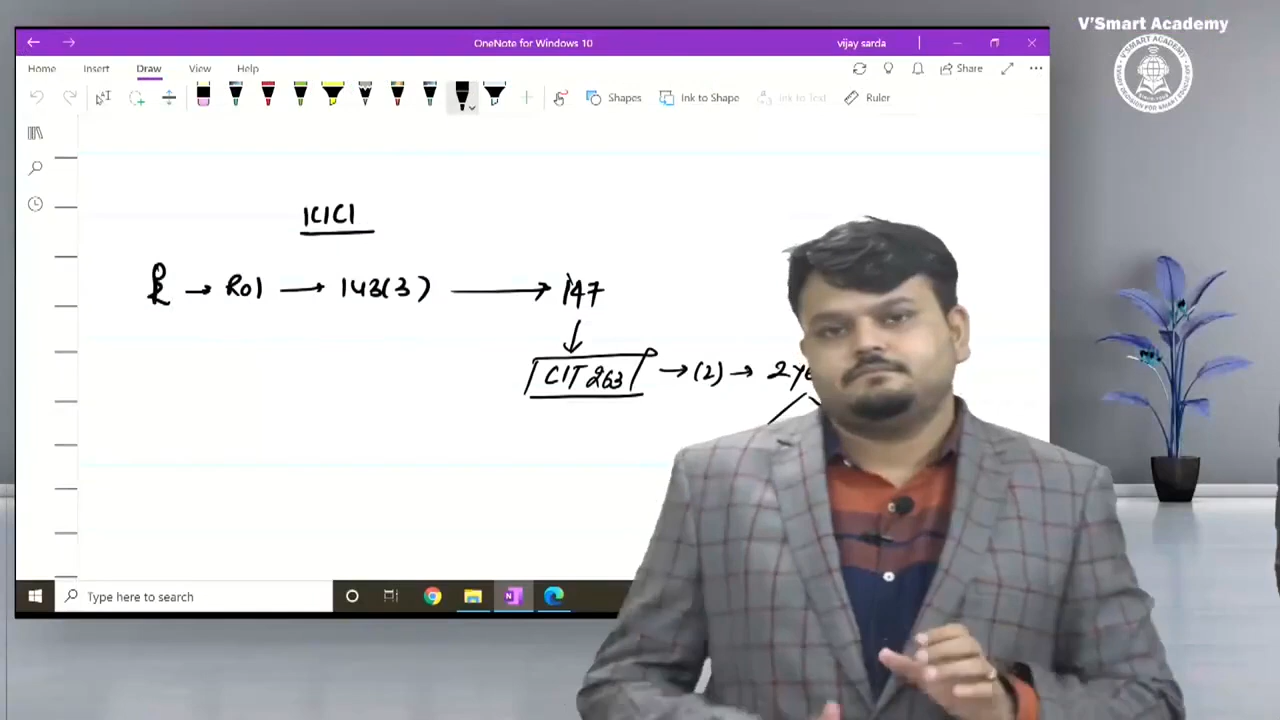 V'Smart Academy
OneNote for Windows 10
vijay sarda
Home Insert Draw View Help
Share
Shapes Ink to Shape Ink to Text Ruler
ICICI
R → ROI → 143(3) → 147
CIT 263 → (2) → 2ye
Type here to search